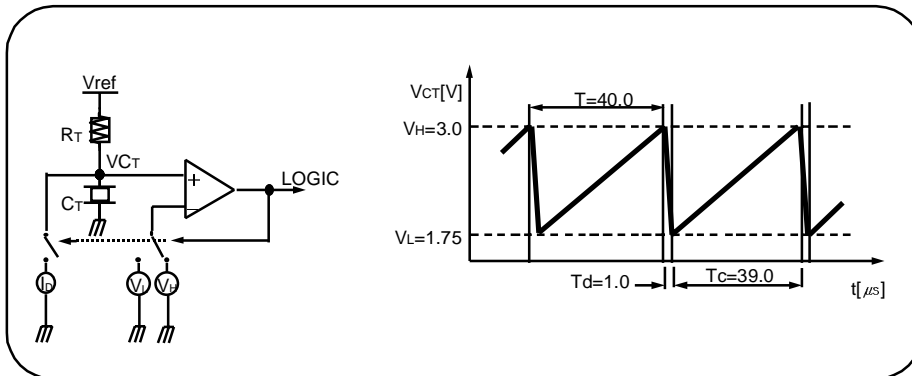 Vref
RT
VCT
CT
+
−
LOGIC
ID
VL
VH
VCT[V]
T=40.0
VH=3.0
VL=1.75
Td=1.0
Tc=39.0
t[μs]